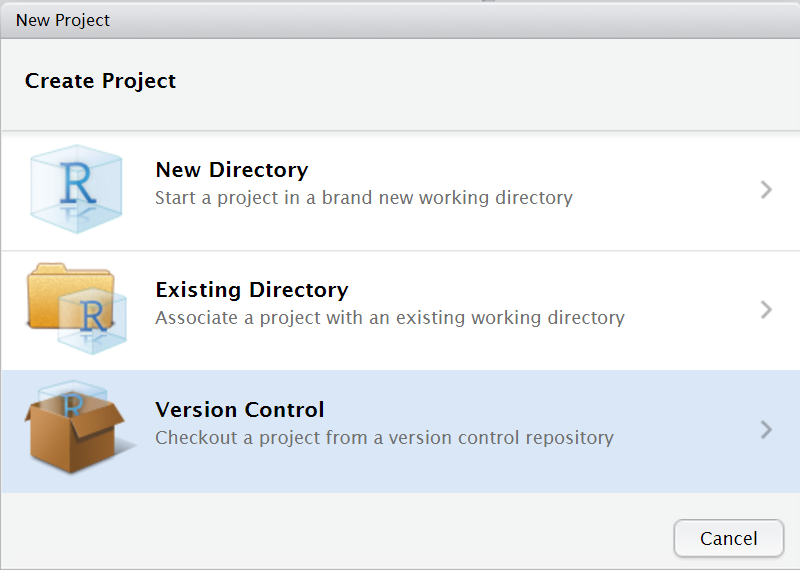 New Project
Create Project
R
New Directory
Start a project in a brand new working directory
R
Existing Directory
Associate a project with an existing working directory
R
Version Control
Checkout a project from a version control repository
Cancel